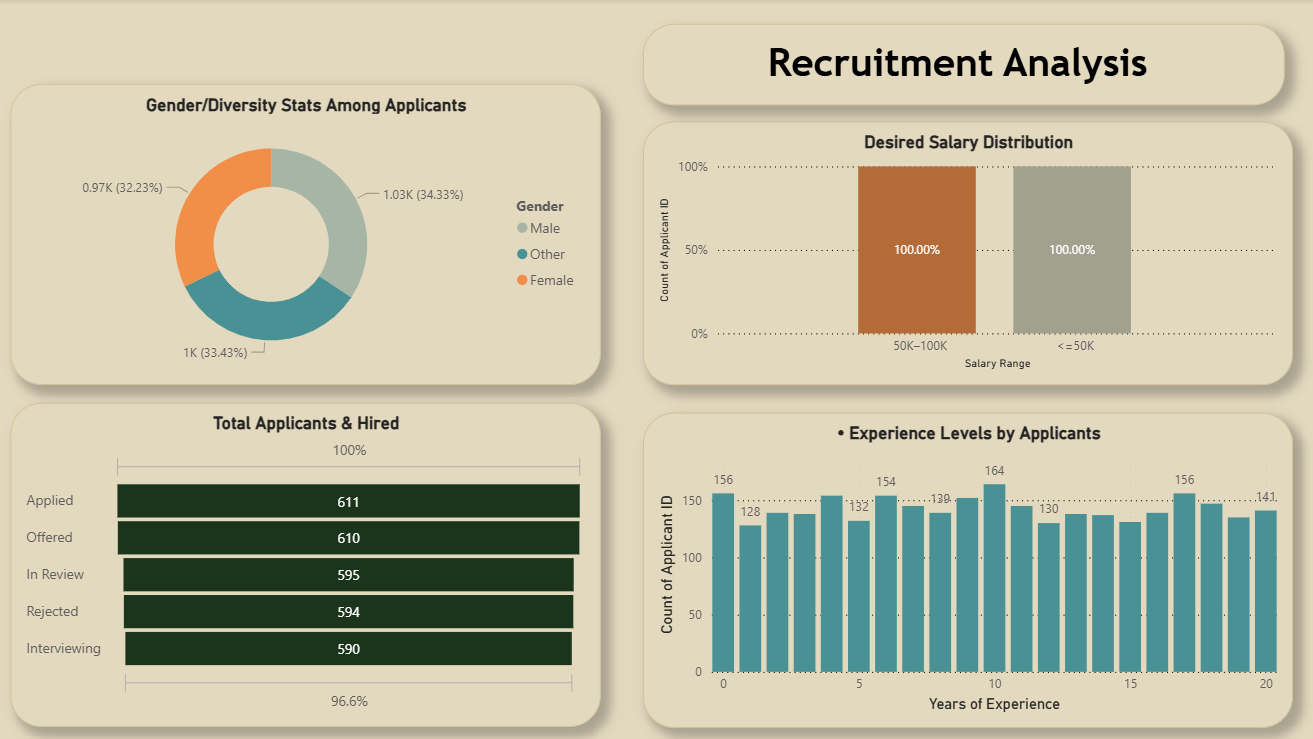 Recruitment Analysis
Gender/Diversity Stats Among Applicants
0.97K (32.23%)
1.03K (34.33%)
1K (33.43%)
Gender
Male
Other
Female
Desired Salary Distribution
Count of Applicant ID
100%
50%
0%
100.00%
100.00%
50K–100K
<=50K
Salary Range
Total Applicants & Hired
100%
Applied
611
Offered
610
In Review
595
Rejected
594
Interviewing
590
96.6%
• Experience Levels by Applicants
Count of Applicant ID
150
100
50
0
156
128
132
154
139
164
130
156
141
0
5
10
15
20
Years of Experience